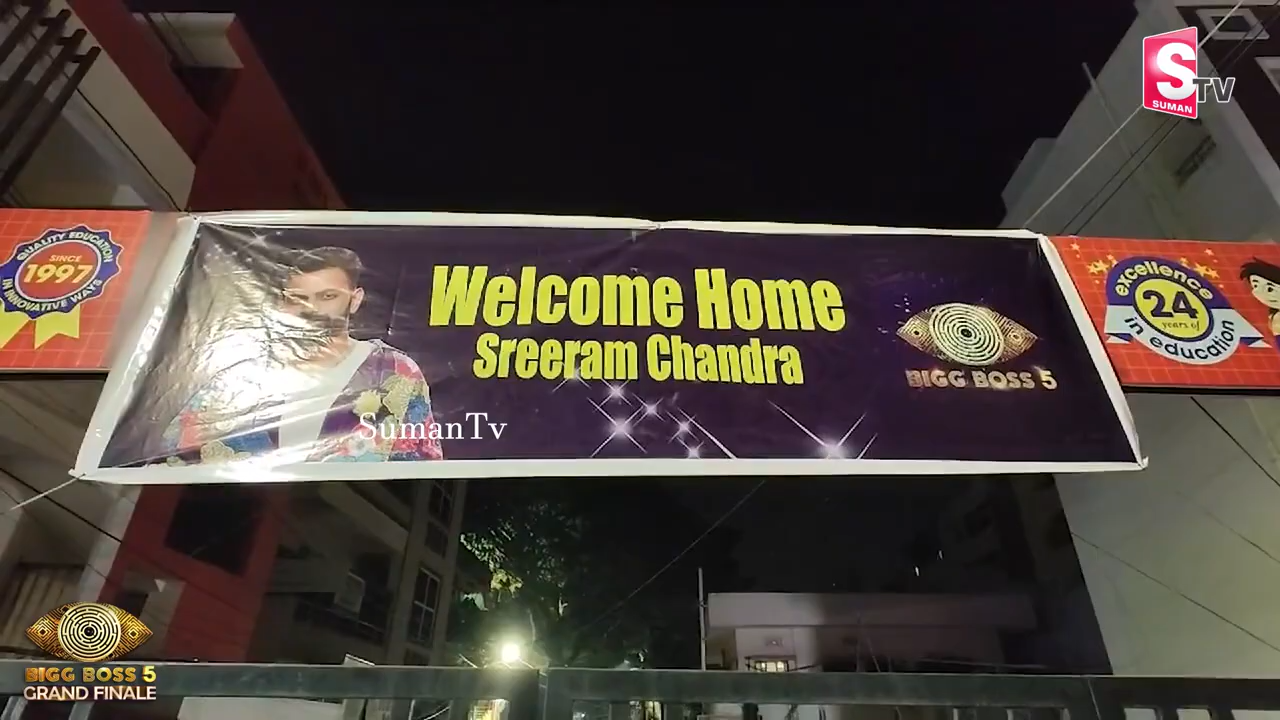 S
TV
SUMAN
QUALITY EDUCATION
SINCE
1997
IN INNOVATIVE WAYS
Welcome Home
Sreeram Chandra
BIGG BOSS 5
SumanTv
excellence
24
years of
in education
BIGG BOSS 5
GRAND FINALE